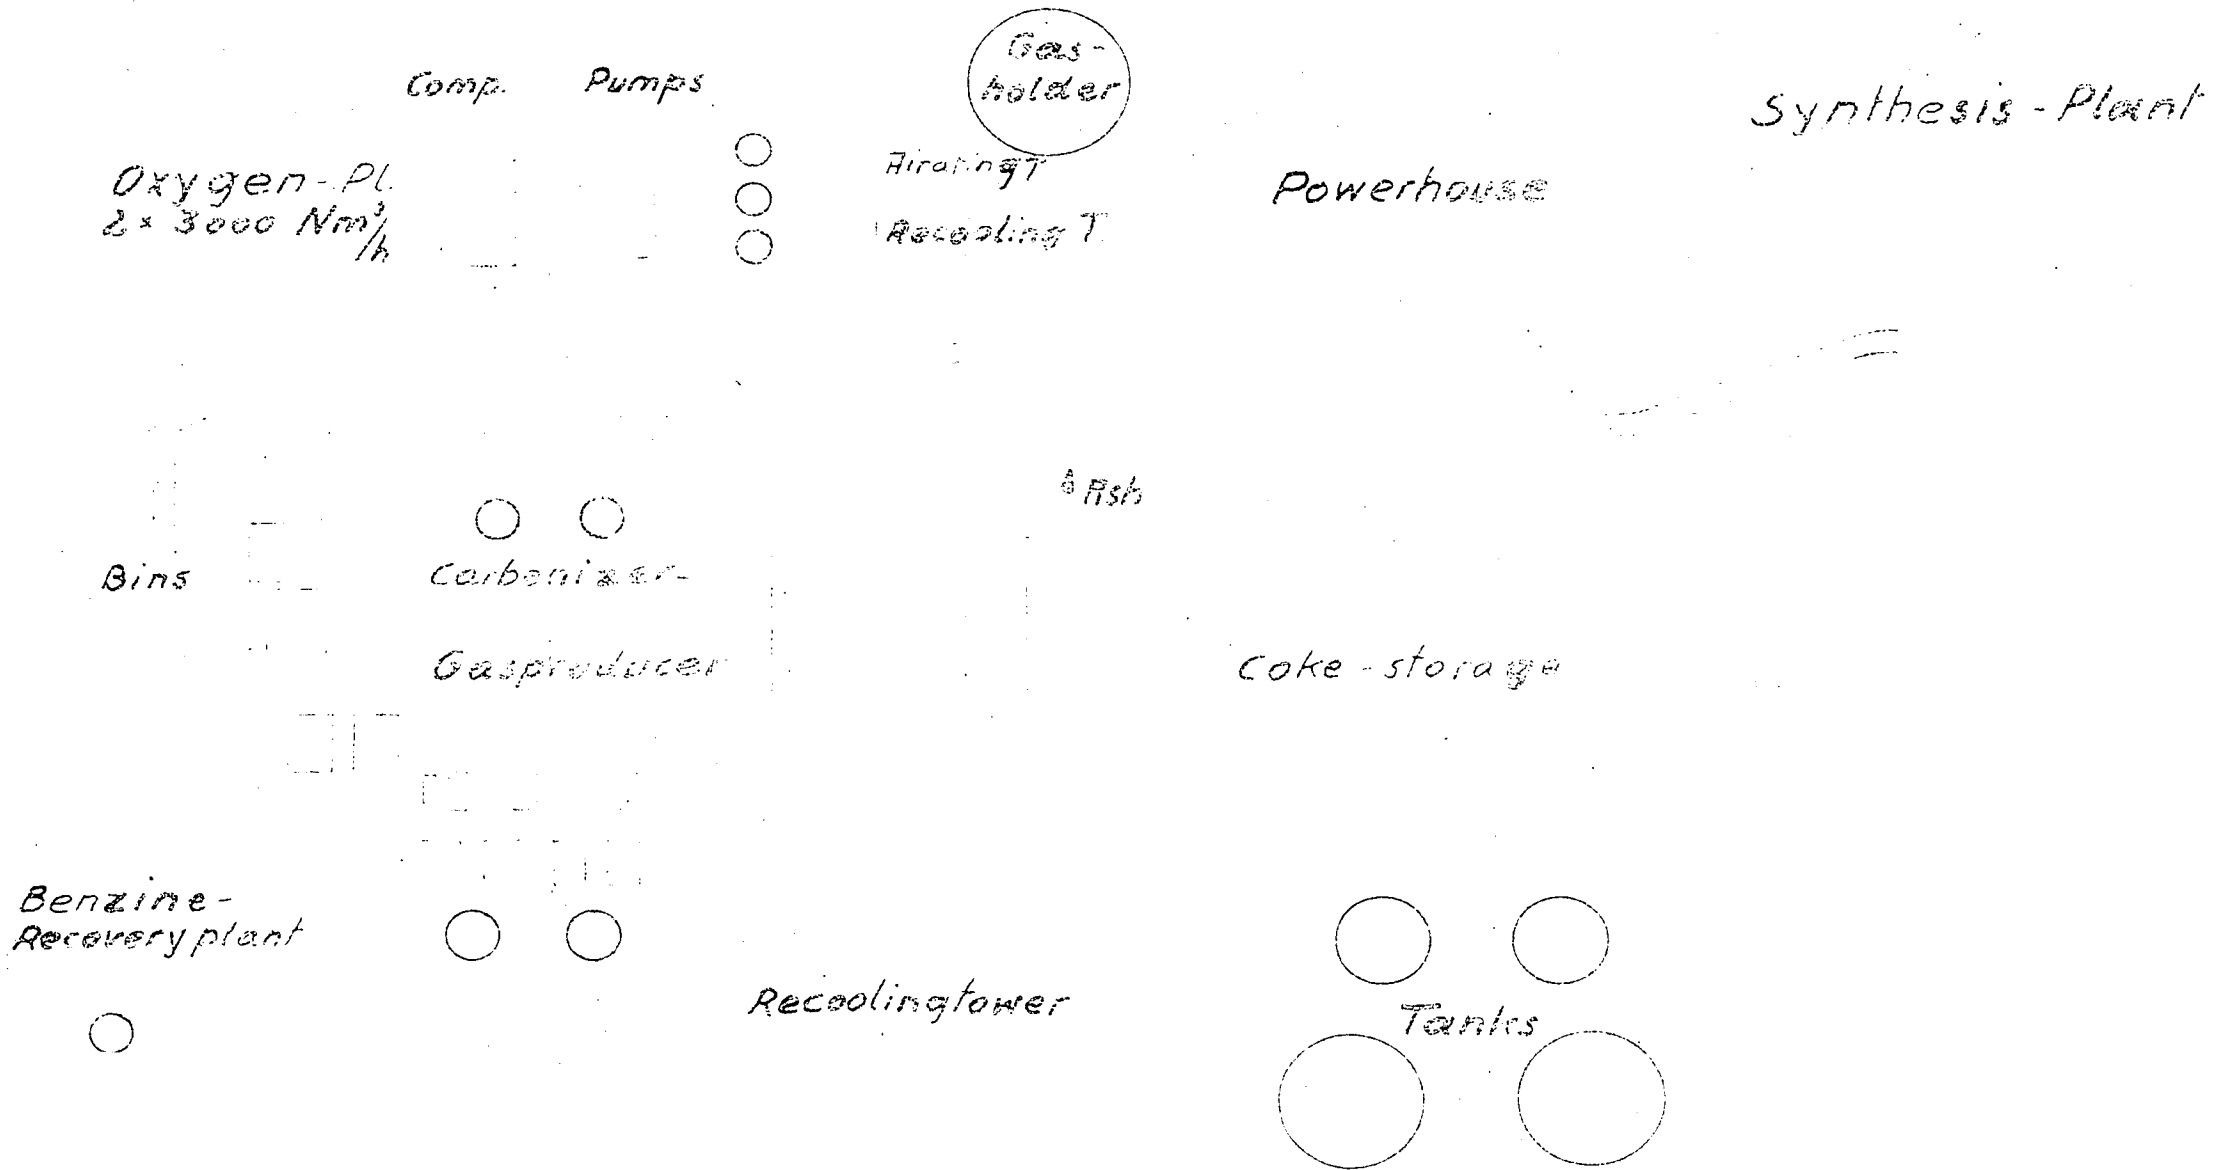 Gas-
holder
Comp.
Pumps
Synthesis - Plant
Oxygen - Pl.
2 × 3000 Nm³/h
Airating T
Recooling T.
Powerhouse
Ash
Bins
Carbonizer-
Gasproducer
Coke - storage
Benzine-
Recovery plant
Recoolingtower
Tanks